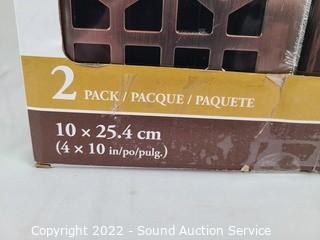 2 PACK / PACQUE / PAQUETE
10 x 25.4 cm
(4 x 10 in/po/pulg.)
Copyright 2022 - Sound Auction Service